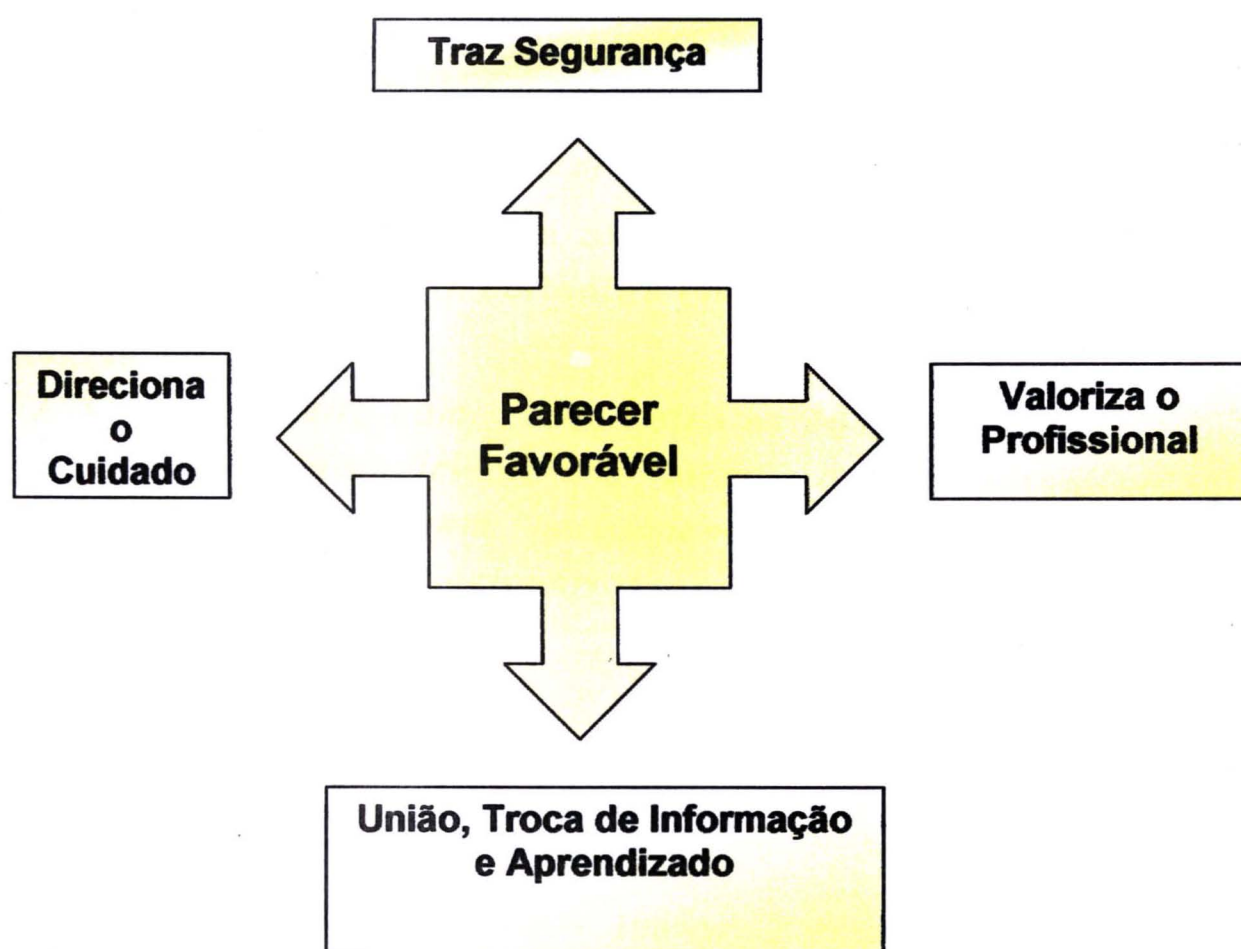 Traz Segurança
Direciona
o
Cuidado
Parecer
Favorável
Valoriza o
Profissional
União, Troca de Informação
e Aprendizado